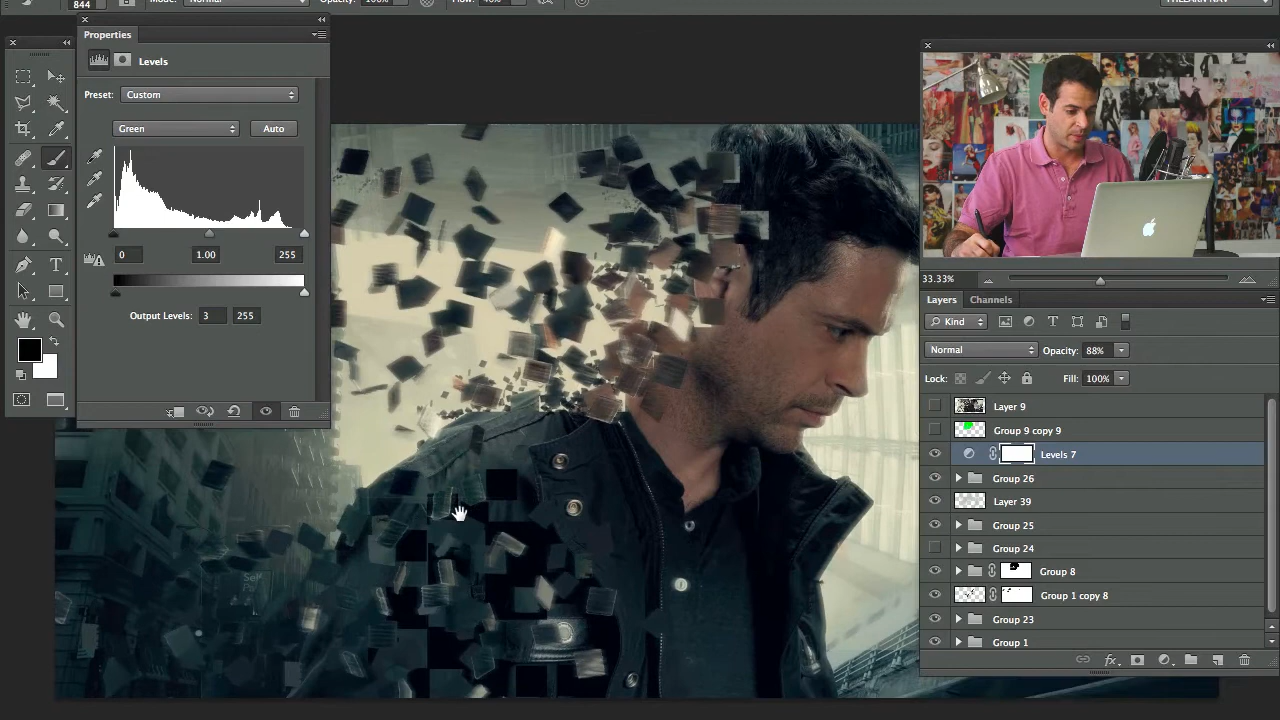 844
Properties
Levels
Preset: Custom
Green Auto
0 1.00 255
Output Levels: 3 255
33.33%
Layers Channels
Kind
Normal Opacity: 88%
Lock: Fill: 100%
Layer 9
Group 9 copy 9
Levels 7
Group 26
Layer 39
Group 25
Group 24
Group 8
Group 1 copy 8
Group 23
Group 1